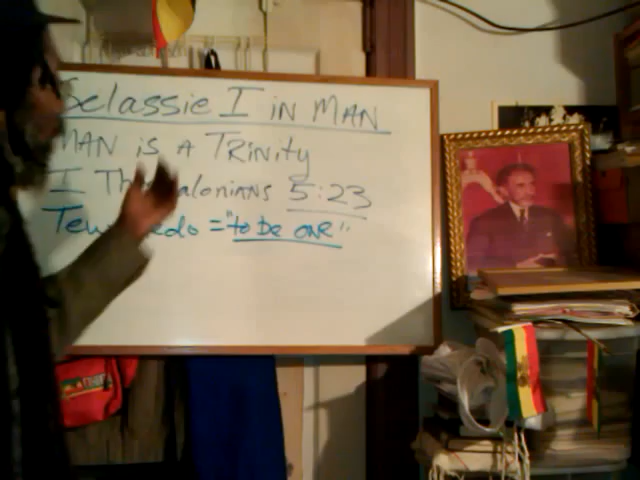 Selassie I in MAN
MAN is A TRinity
I Th alonians 5:23
Tew do = "to be one"